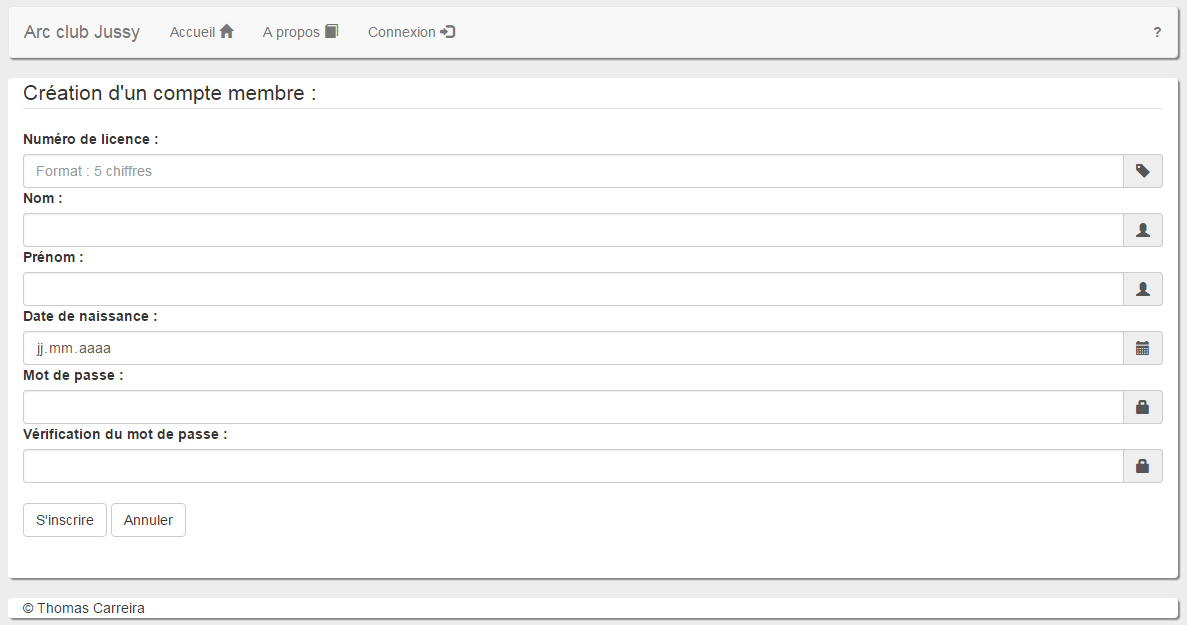 Arc club Jussy Accueil A propos Connexion ?
Création d'un compte membre :
Numéro de licence :
Format : 5 chiffres
Nom :
Prénom :
Date de naissance :
jj.mm.aaaa
Mot de passe :
Vérification du mot de passe :
S'inscrire Annuler
© Thomas Carreira